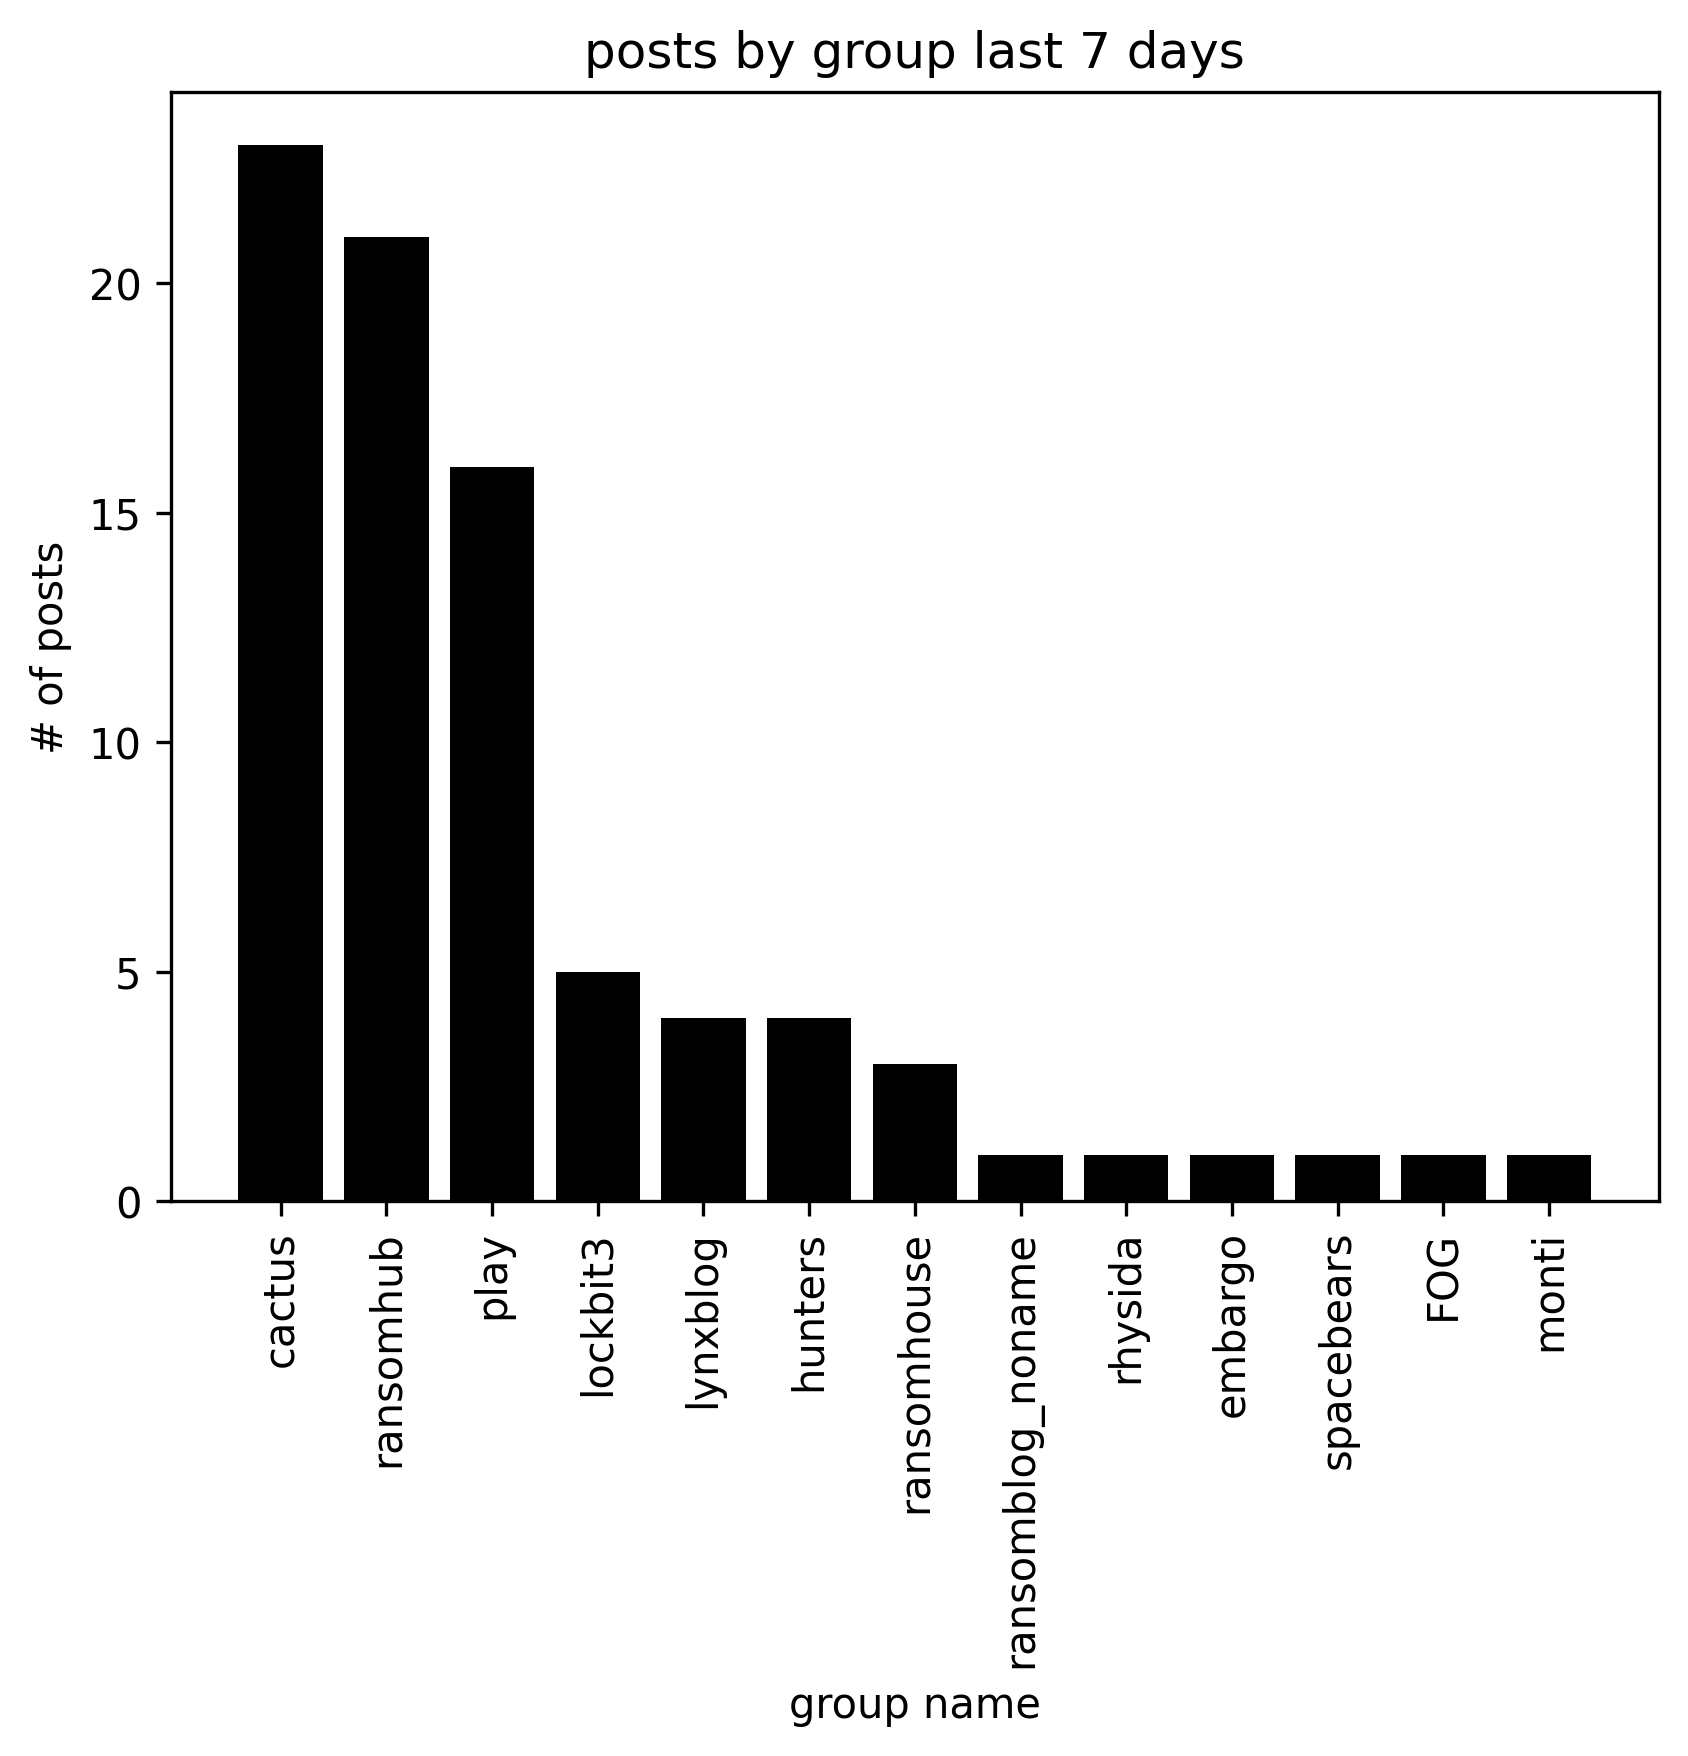 posts by group last 7 days
# of posts
20
15
10
5
0
cactus
ransomhub
play
lockbit3
lynxblog
hunters
ransomhouse
ransomblog_noname
rhysida
embargo
spacebears
FOG
monti
group name